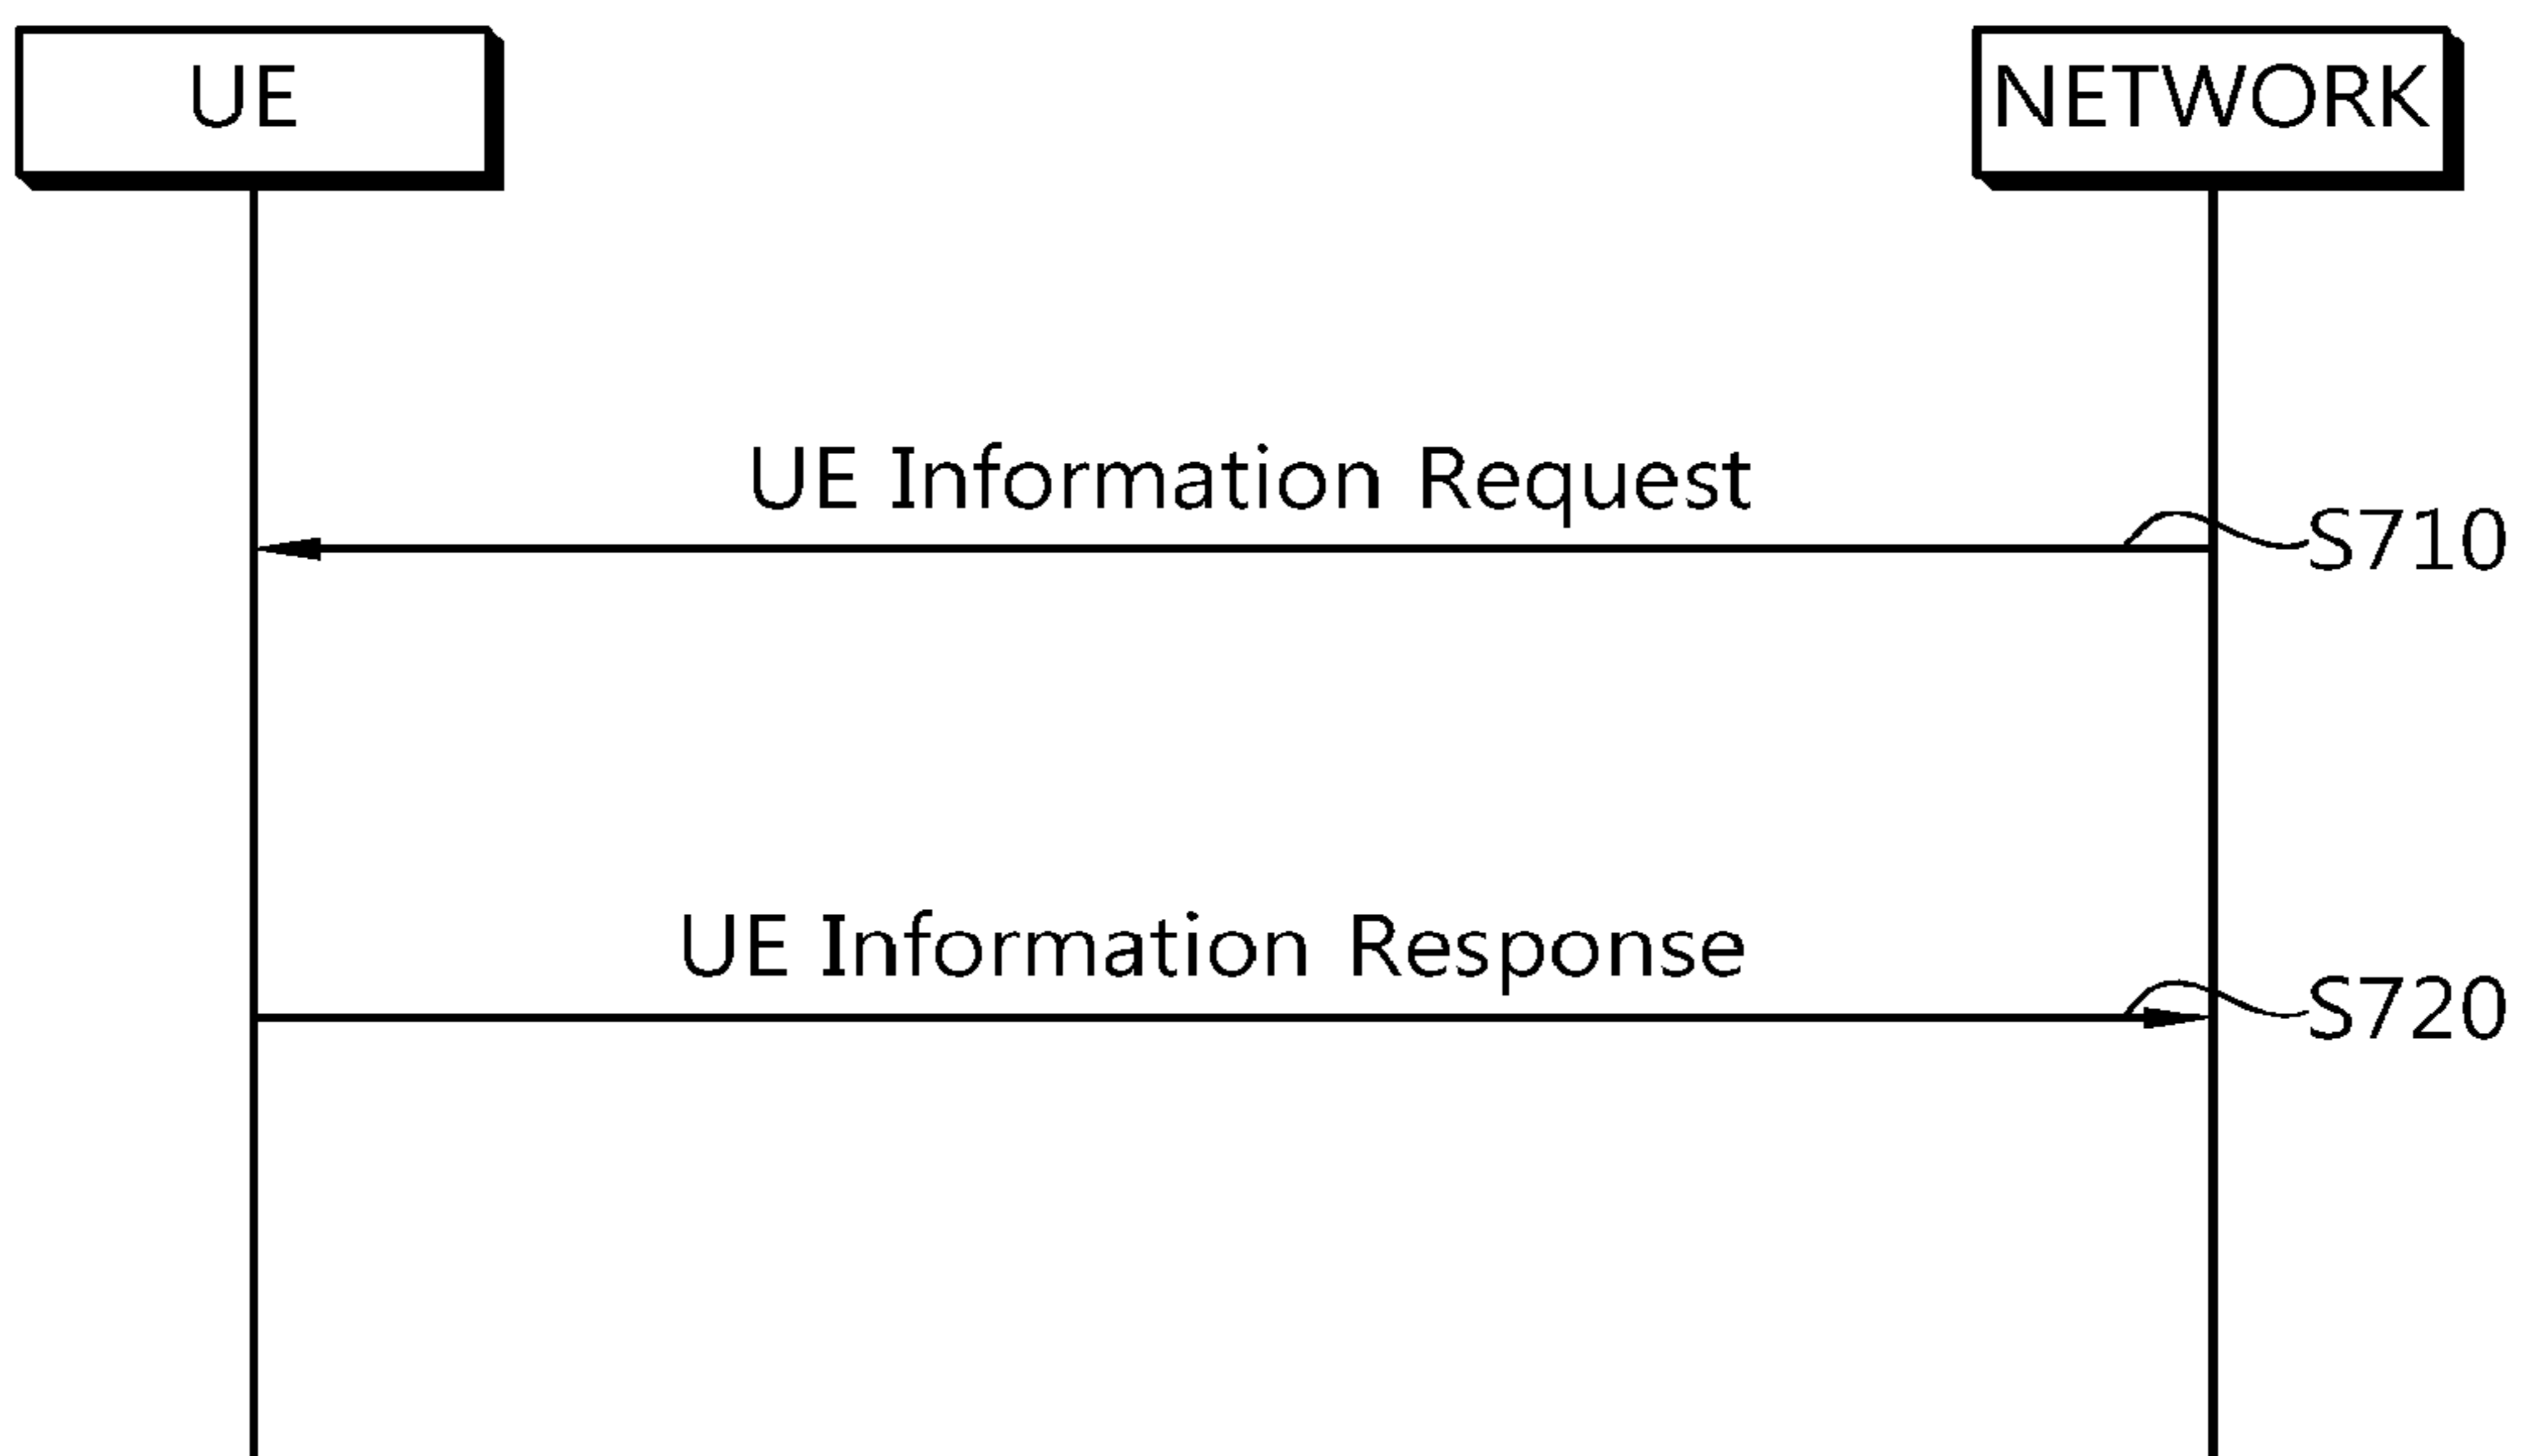 UE
NETWORK
UE Information Request
S710
UE Information Response
S720